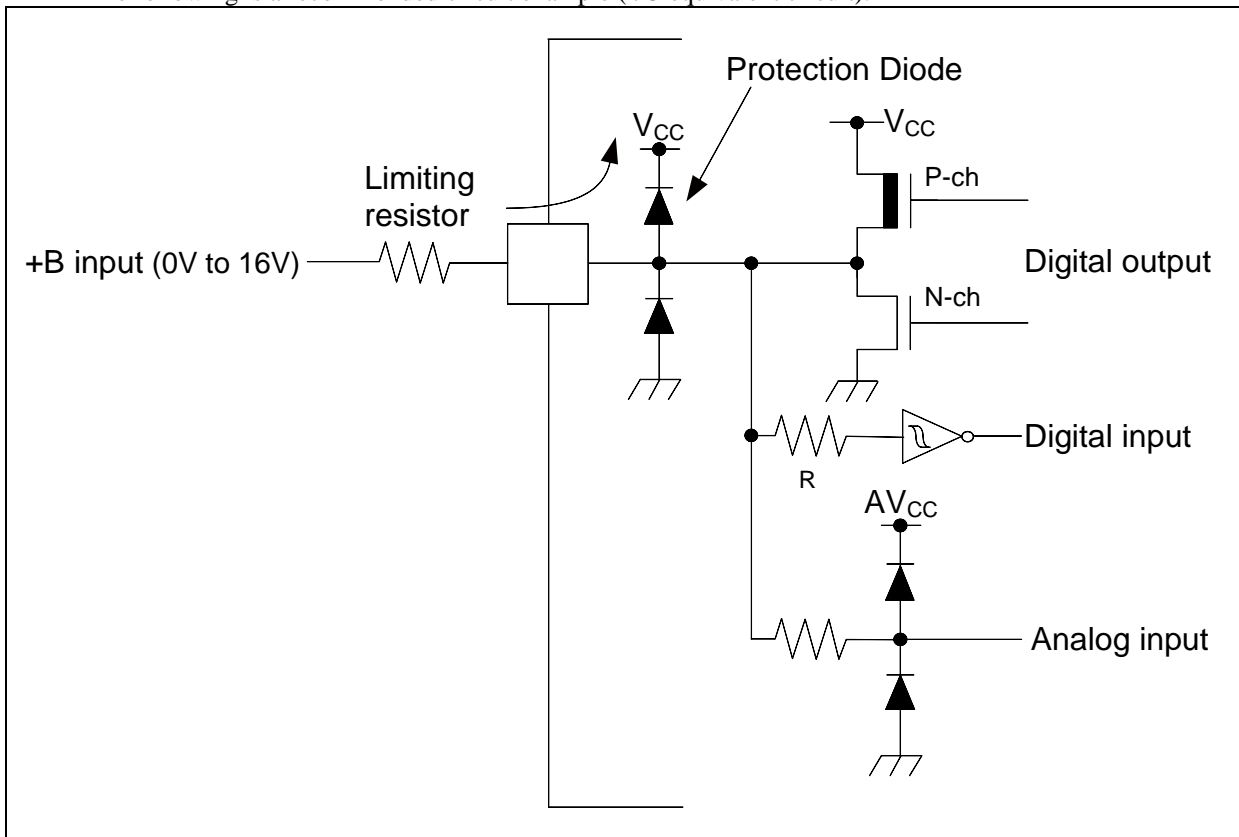 Protection Diode
VCC
VCC
Limiting
resistor
P-ch
+B input (0V to 16V)
Digital output
N-ch
Digital input
R
AVCC
Analog input